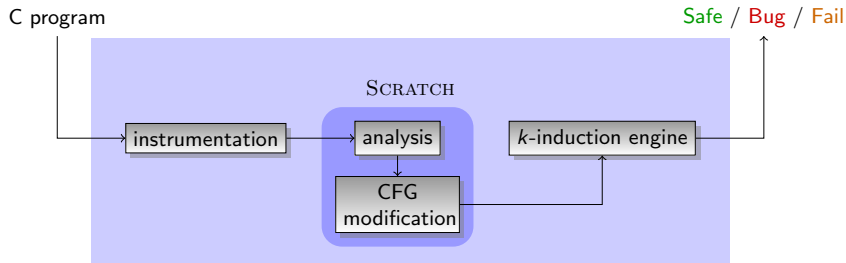 C program
Safe / Bug / Fail
SCRATCH
instrumentation
analysis
k-induction engine
CFG
modification